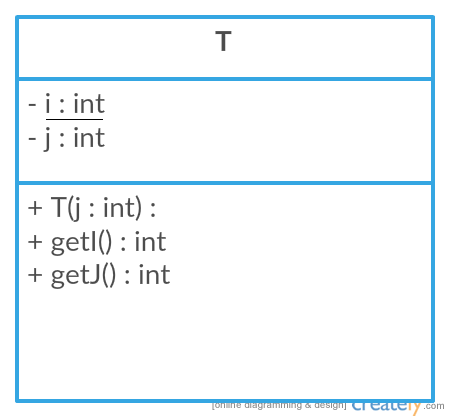 T
- i : int
- j : int
+ T(j : int) :
+ getI() : int
+ getJ() : int
[online diagramming & design] creately.com